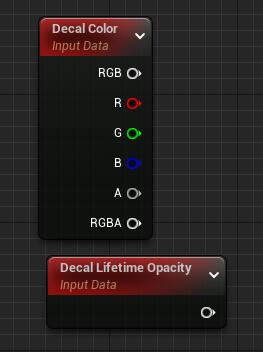 Decal Color
Input Data
RGB
R
G
B
A
RGBA
Decal Lifetime Opacity
Input Data